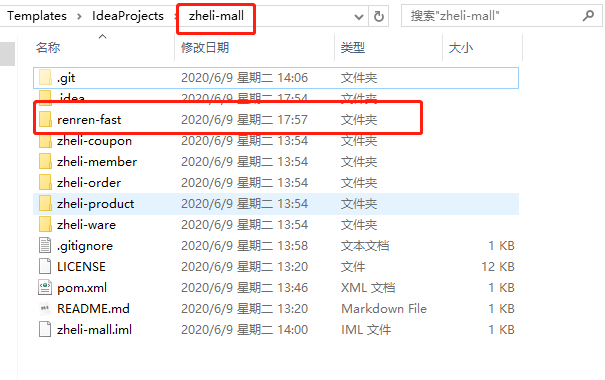 Templates > IdeaProjects > zheli-mall 搜索"zheli-mall"
名称 修改日期 类型 大小
.git 2020/6/9 星期二 14:06 文件夹
.idea 2020/6/9 星期二 17:54 文件夹
renren-fast 2020/6/9 星期二 17:57 文件夹
zheli-coupon 2020/6/9 星期二 13:54 文件夹
zheli-member 2020/6/9 星期二 13:54 文件夹
zheli-order 2020/6/9 星期二 13:54 文件夹
zheli-product 2020/6/9 星期二 13:54 文件夹
zheli-ware 2020/6/9 星期二 13:54 文件夹
.gitignore 2020/6/9 星期二 13:58 文本文档 1 KB
LICENSE 2020/6/9 星期二 13:20 文件 12 KB
pom.xml 2020/6/9 星期二 13:46 XML 文档 1 KB
README.md 2020/6/9 星期二 13:20 Markdown File 1 KB
zheli-mall.iml 2020/6/9 星期二 14:00 IML 文件 1 KB